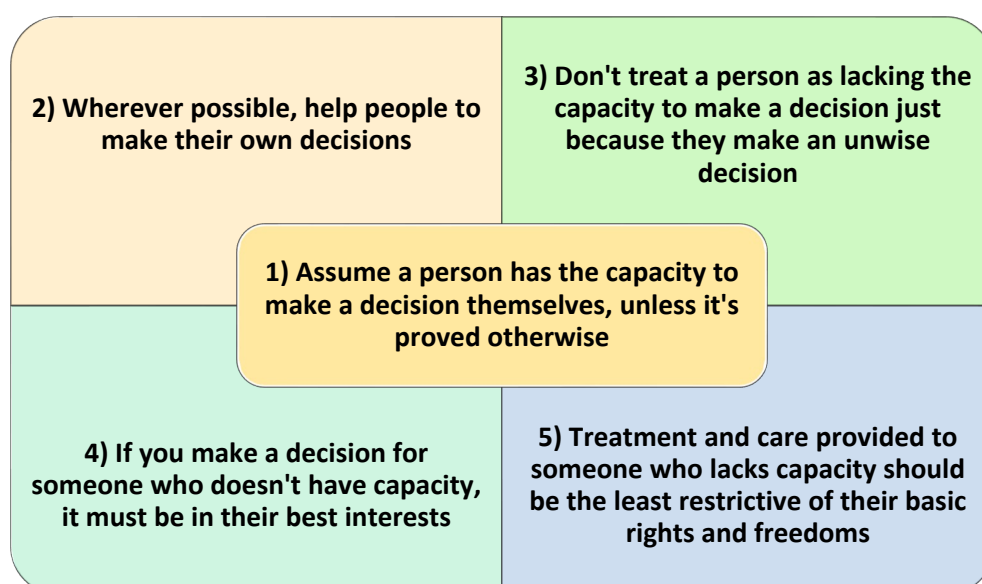 2) Wherever possible, help people to
make their own decisions
3) Don't treat a person as lacking the
capacity to make a decision just
because they make an unwise
decision
1) Assume a person has the capacity to
make a decision themselves, unless it's
proved otherwise
4) If you make a decision for
someone who doesn't have capacity,
it must be in their best interests
5) Treatment and care provided to
someone who lacks capacity should
be the least restrictive of their basic
rights and freedoms